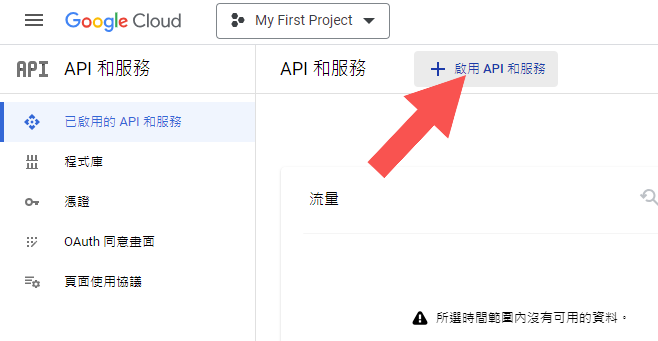 Google Cloud
My First Project
API
API 和服務
API 和服務
啟用 API 和服務
已啟用的 API 和服務
程式庫
憑證
OAuth 同意畫面
頁面使用協議
流量
所選時間範圍內沒有可用的資料。